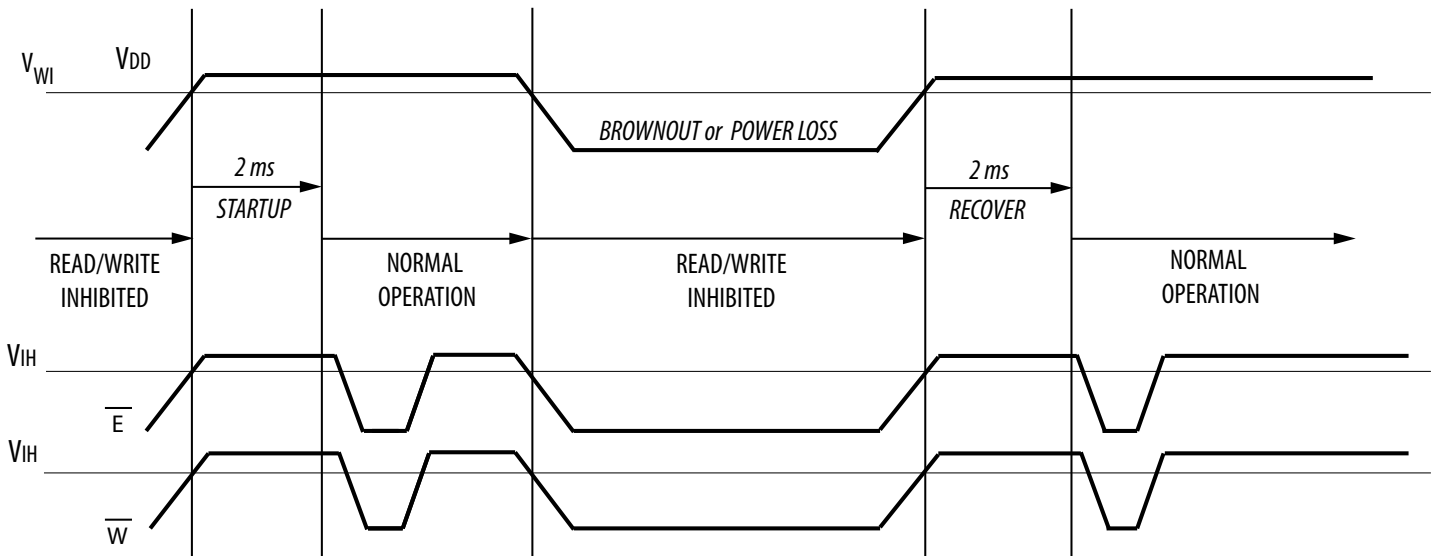 VWI
VDD
BROWNOUT or POWER LOSS
2 ms
STARTUP
2 ms
RECOVER
READ/WRITE
INHIBITED
NORMAL
OPERATION
READ/WRITE
INHIBITED
NORMAL
OPERATION
VIH
E
VIH
W